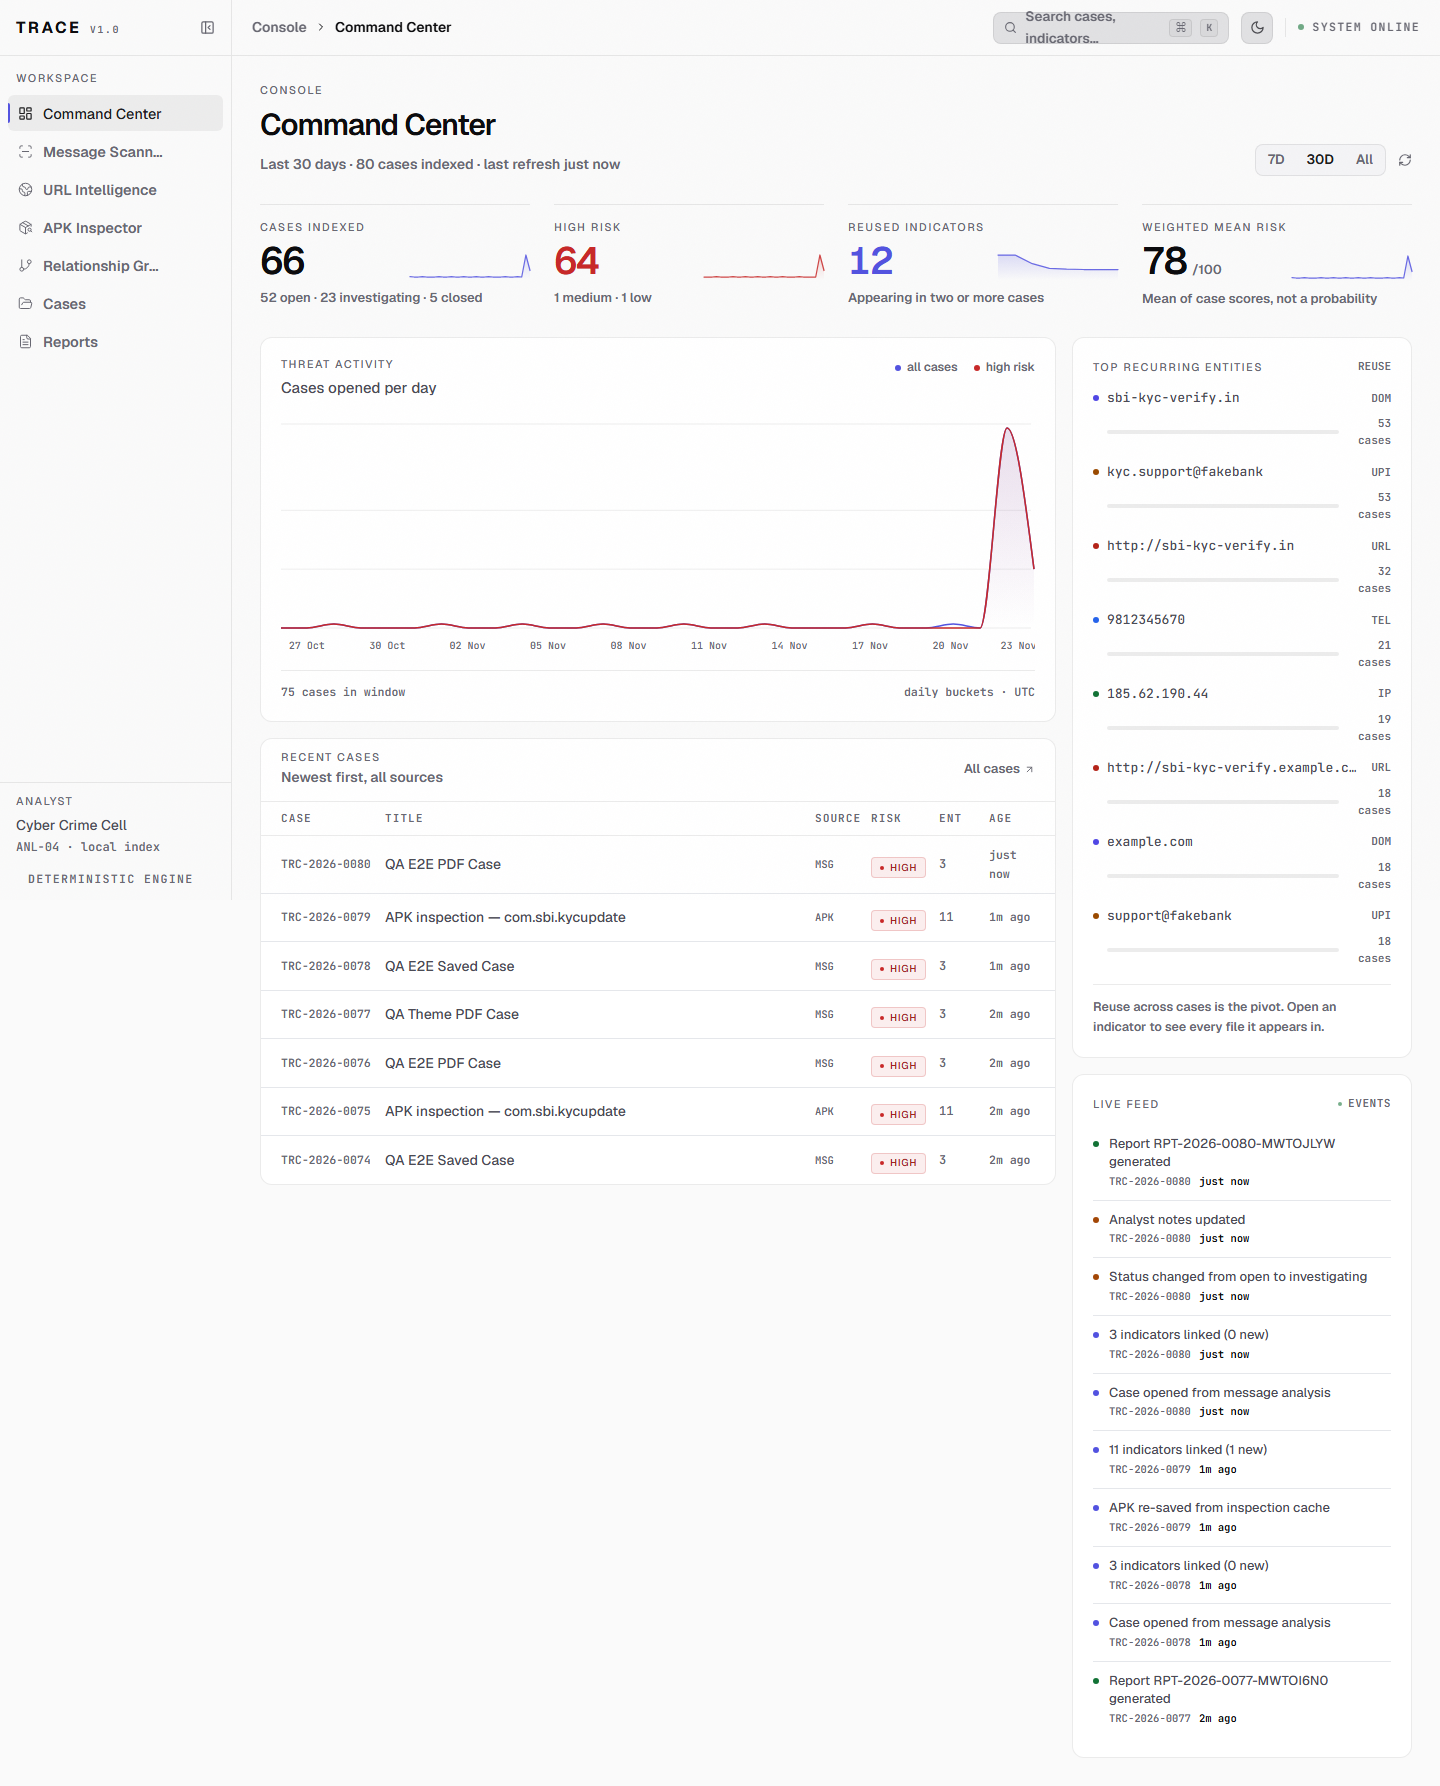 TRACE V1.0
WORKSPACE
Command Center
Message Scann...
URL Intelligence
APK Inspector
Relationship Gr...
Cases
Reports
ANALYST
Cyber Crime Cell
ANL-04 · local index
DETERMINISTIC ENGINE
Console > Command Center
Search cases,
indicators...
⌘ K
SYSTEM ONLINE
CONSOLE
Command Center
Last 30 days · 80 cases indexed · last refresh just now
7D 30D All
CASES INDEXED
66
52 open · 23 investigating · 5 closed
HIGH RISK
64
1 medium · 1 low
REUSED INDICATORS
12
Appearing in two or more cases
WEIGHTED MEAN RISK
78 /100
Mean of case scores, not a probability
THREAT ACTIVITY
Cases opened per day
all cases high risk
27 Oct 30 Oct 02 Nov 05 Nov 08 Nov 11 Nov 14 Nov 17 Nov 20 Nov 23 Nov
75 cases in window daily buckets · UTC
RECENT CASES
Newest first, all sources
All cases
CASE TITLE SOURCE RISK ENT AGE
TRC-2026-0080 QA E2E PDF Case MSG HIGH 3 just
now
TRC-2026-0079 APK inspection — com.sbi.kycupdate APK HIGH 11 1m ago
TRC-2026-0078 QA E2E Saved Case MSG HIGH 3 1m ago
TRC-2026-0077 QA Theme PDF Case MSG HIGH 3 2m ago
TRC-2026-0076 QA E2E PDF Case MSG HIGH 3 2m ago
TRC-2026-0075 APK inspection — com.sbi.kycupdate APK HIGH 11 2m ago
TRC-2026-0074 QA E2E Saved Case MSG HIGH 3 2m ago
TOP RECURRING ENTITIES REUSE
sbi-kyc-verify.in DOM
53
cases
kyc.support@fakebank UPI
53
cases
http://sbi-kyc-verify.in URL
32
cases
9812345670 TEL
21
cases
185.62.190.44 IP
19
cases
http://sbi-kyc-verify.example.c... URL
18
cases
example.com DOM
18
cases
support@fakebank UPI
18
cases
Reuse across cases is the pivot. Open an
indicator to see every file it appears in.
LIVE FEED EVENTS
Report RPT-2026-0080-MWTOJLYW
generated
TRC-2026-0080 just now
Analyst notes updated
TRC-2026-0080 just now
Status changed from open to investigating
TRC-2026-0080 just now
3 indicators linked (0 new)
TRC-2026-0080 just now
Case opened from message analysis
TRC-2026-0080 just now
11 indicators linked (1 new)
TRC-2026-0079 1m ago
APK re-saved from inspection cache
TRC-2026-0079 1m ago
3 indicators linked (0 new)
TRC-2026-0078 1m ago
Case opened from message analysis
TRC-2026-0078 1m ago
Report RPT-2026-0077-MWTOI6N0
generated
TRC-2026-0077 2m ago